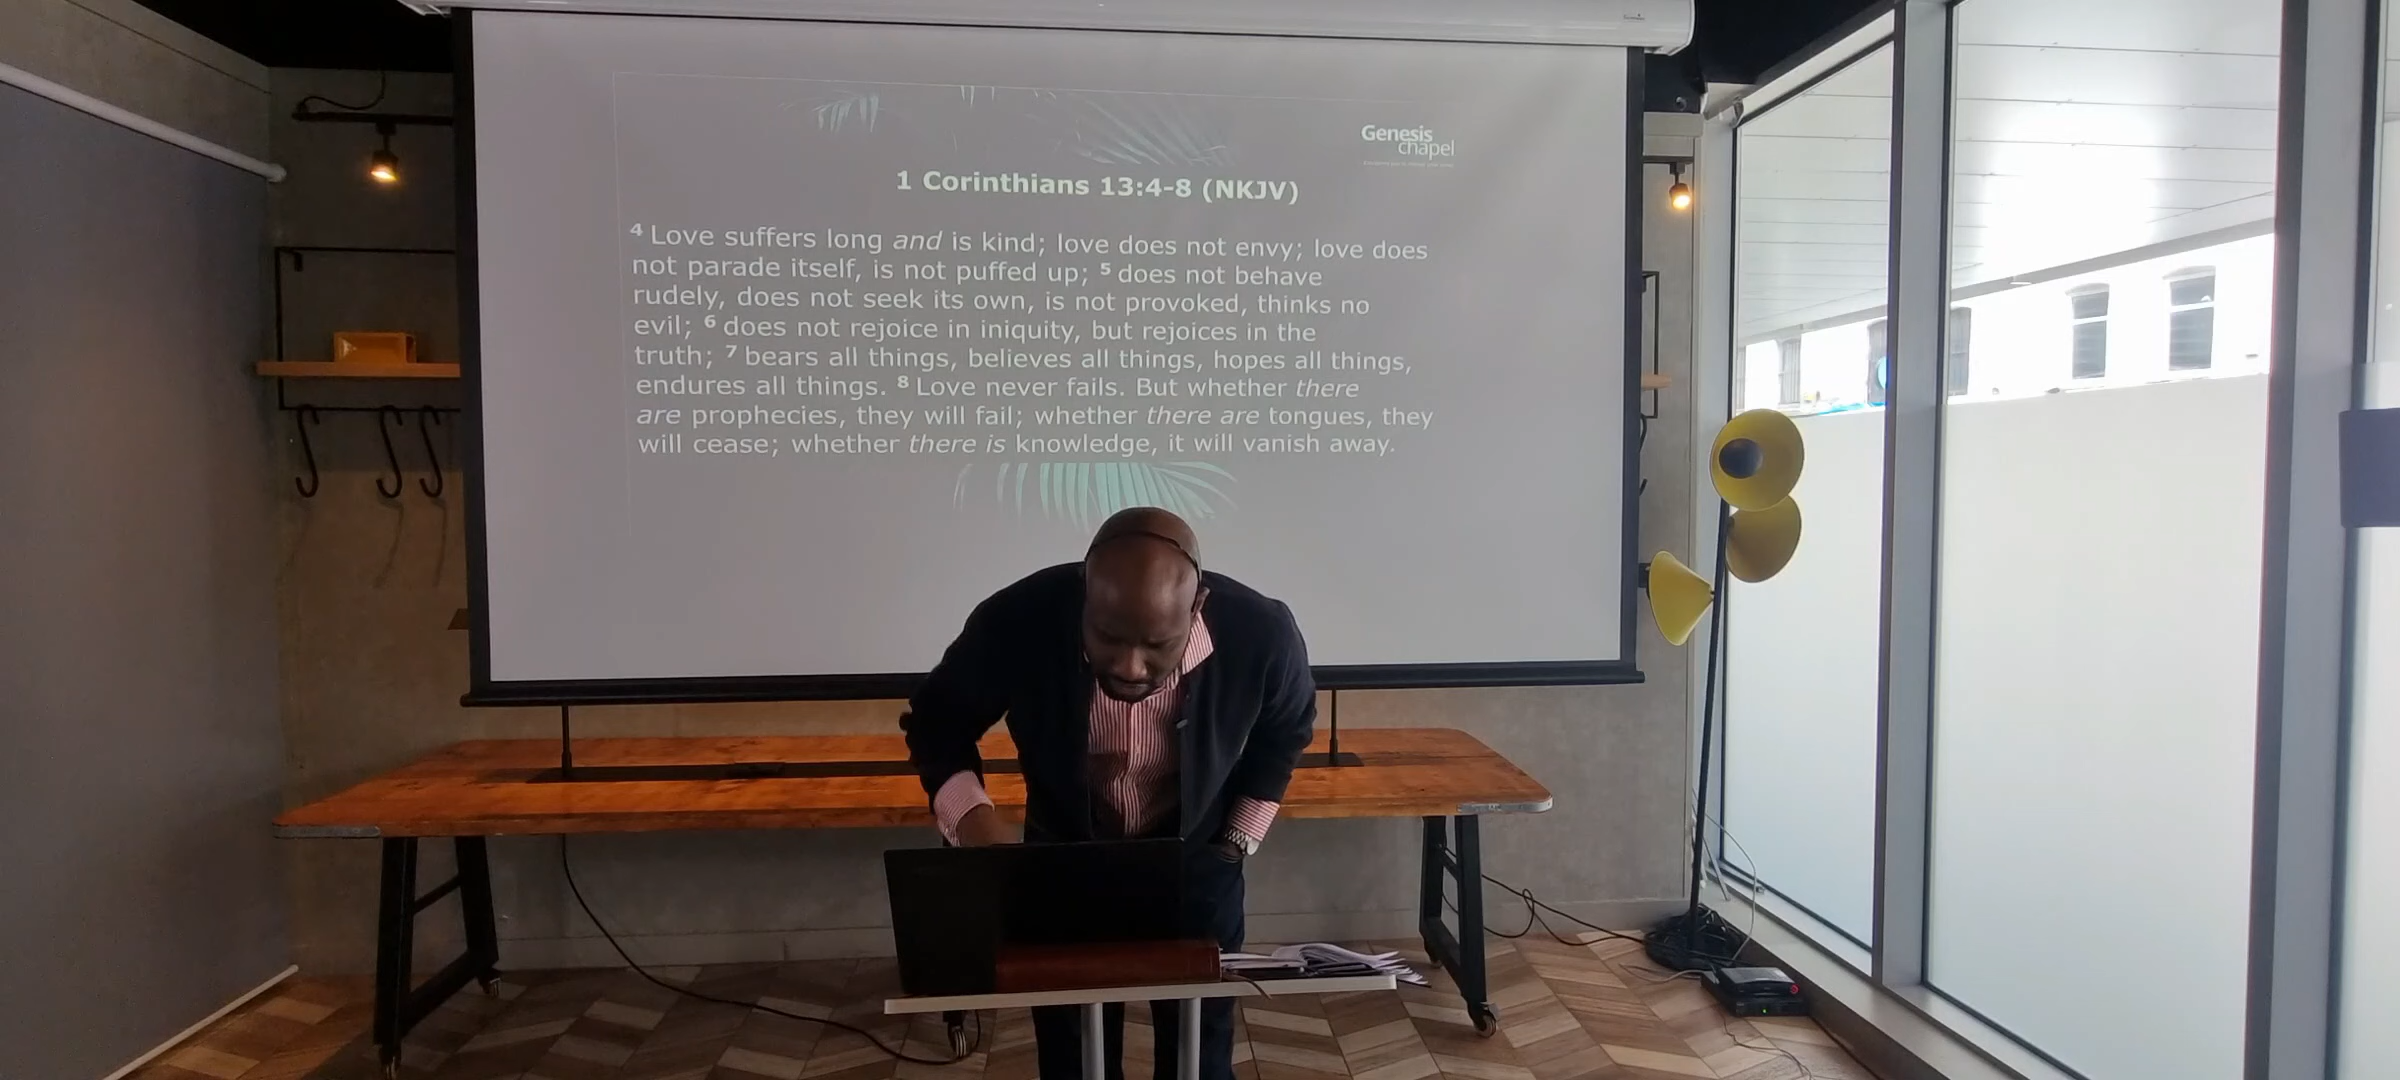 Genesis
chapel
1 Corinthians 13:4-8 (NKJV)
4 Love suffers long and is kind; love does not envy; love does
not parade itself, is not puffed up; 5 does not behave
rudely, does not seek its own, is not provoked, thinks no
evil; 6 does not rejoice in iniquity, but rejoices in the
truth; 7 bears all things, believes all things, hopes all things,
endures all things. 8 Love never fails. But whether there
are prophecies, they will fail; whether there are tongues, they
will cease; whether there is knowledge, it will vanish away.